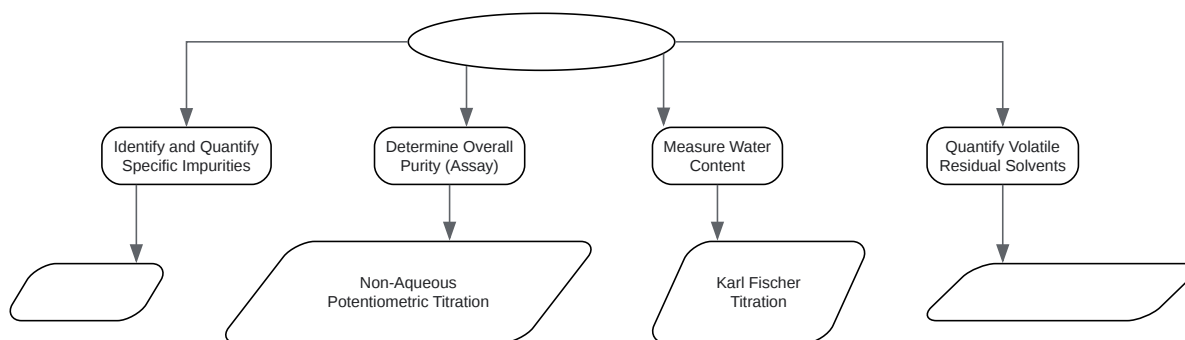 Identify and Quantify
Specific Impurities
Determine Overall
Purity (Assay)
Measure Water
Content
Quantify Volatile
Residual Solvents
Non-Aqueous
Potentiometric Titration
Karl Fischer
Titration